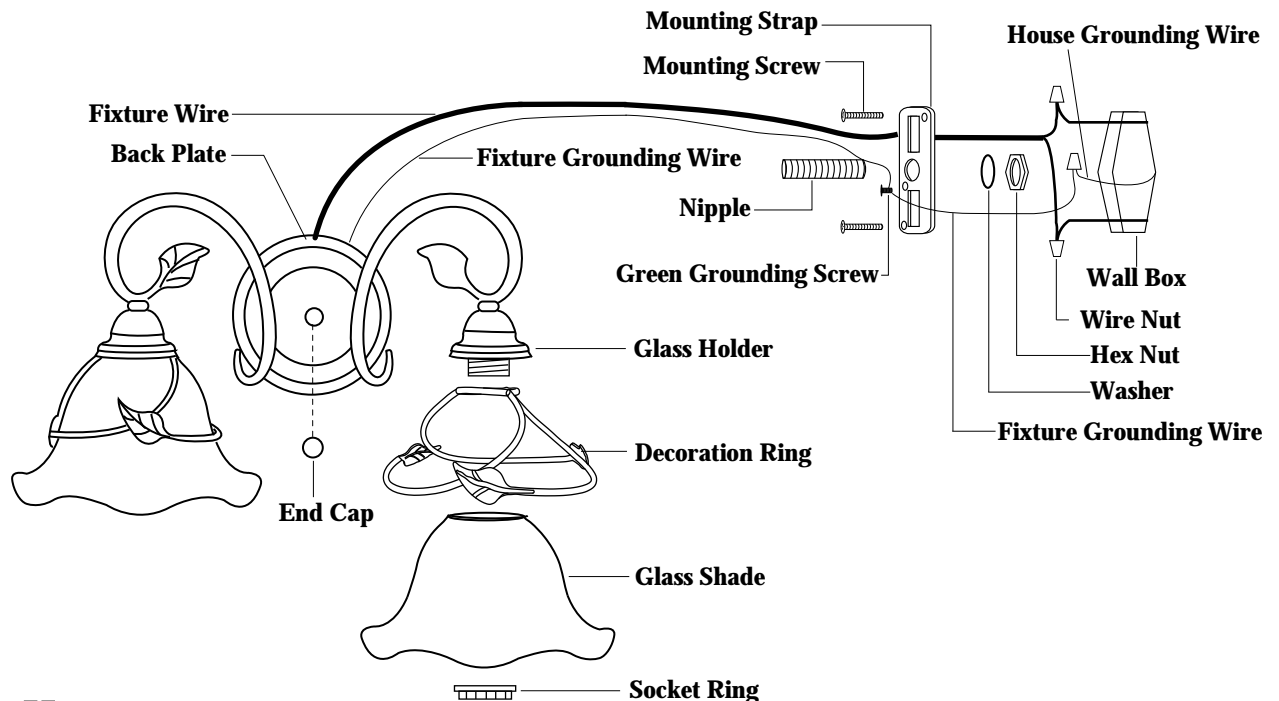 Mounting Strap
House Grounding Wire
Mounting Screw
Fixture Wire
Back Plate
Fixture Grounding Wire
Nipple
Green Grounding Screw
Wall Box
Wire Nut
Glass Holder
Hex Nut
Washer
Fixture Grounding Wire
Decoration Ring
End Cap
Glass Shade
Socket Ring